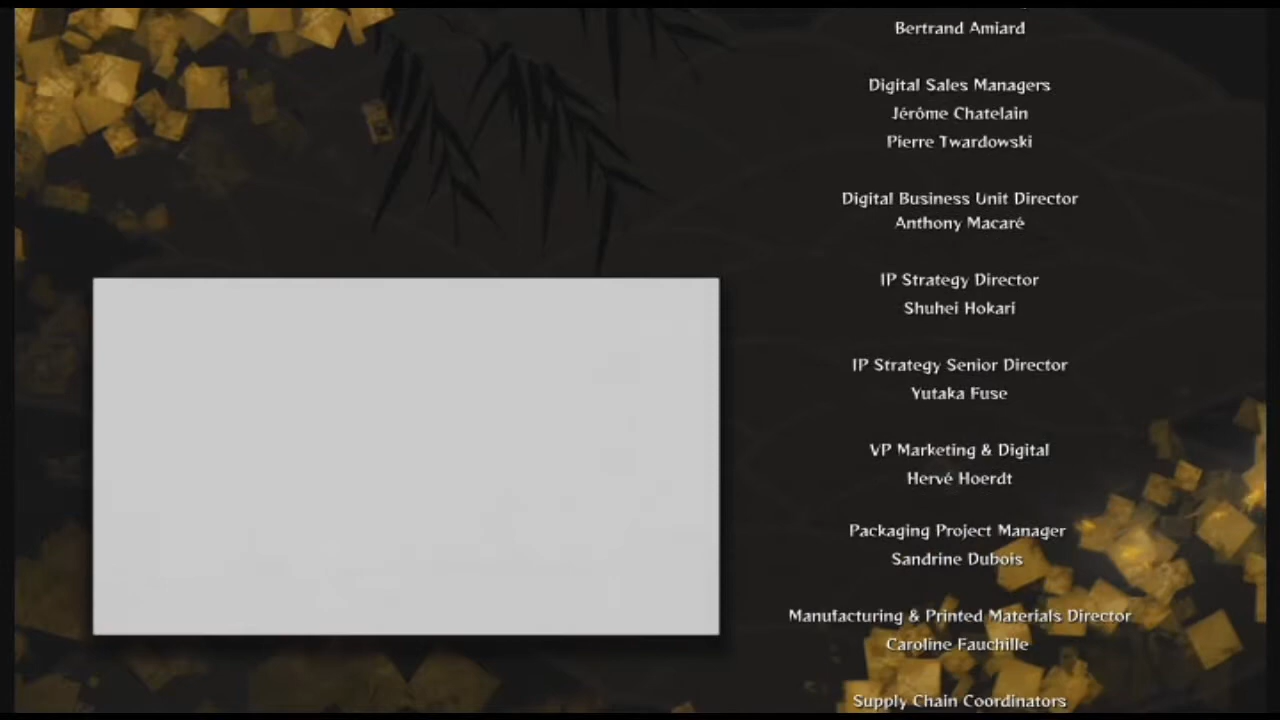 Bertrand Amiard
Digital Sales Managers
Jérôme Chatelain
Pierre Twardowski
Digital Business Unit Director
Anthony Macaré
IP Strategy Director
Shuhei Hokari
IP Strategy Senior Director
Yutaka Fuse
VP Marketing & Digital
Hervé Hoerdt
Packaging Project Manager
Sandrine Dubois
Manufacturing & Printed Materials Director
Caroline Fauchille
Supply Chain Coordinators